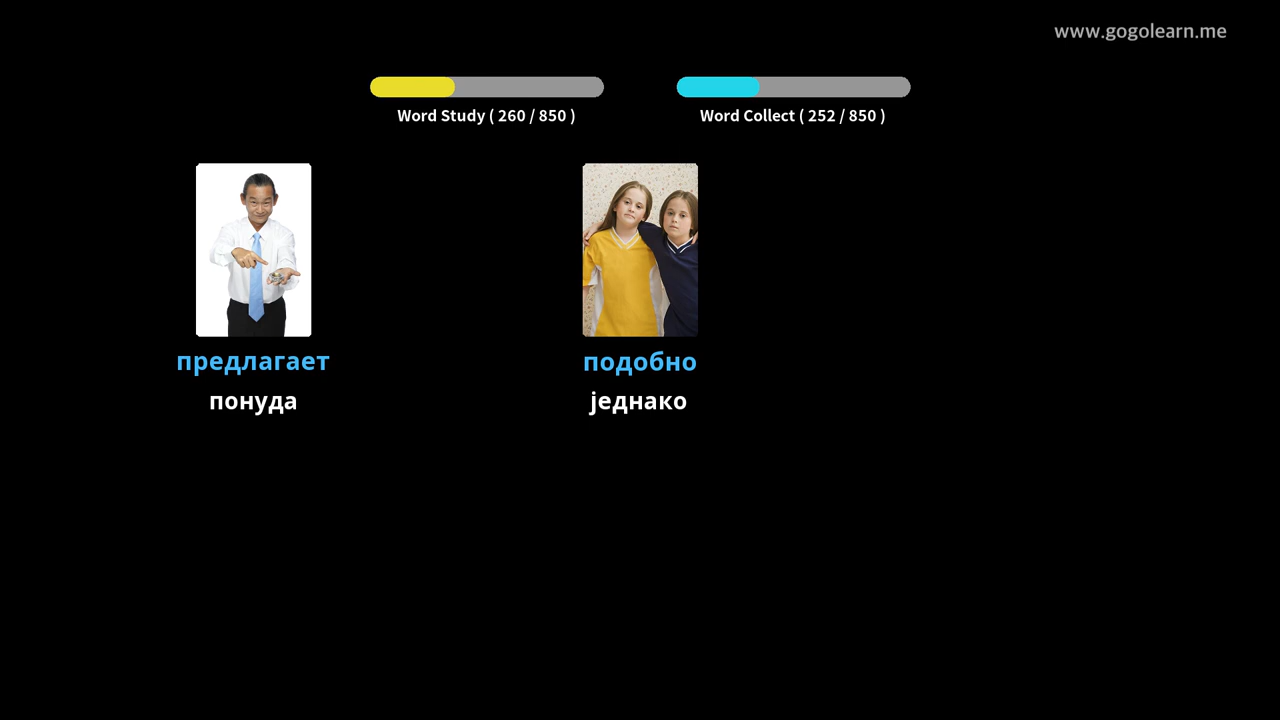 www.gogolearn.me
Word Study ( 260 / 850 )
Word Collect ( 252 / 850 )
предлагает
понуда
подобно
једнако